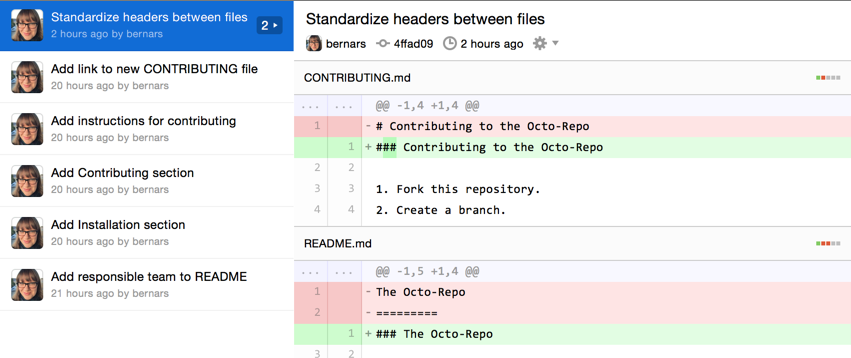 Standardize headers between files
2 hours ago by bernars
2
Add link to new CONTRIBUTING file
20 hours ago by bernars
Add instructions for contributing
20 hours ago by bernars
Add Contributing section
20 hours ago by bernars
Add Installation section
20 hours ago by bernars
Add responsible team to README
21 hours ago by bernars
Standardize headers between files
bernars 4ffad09 2 hours ago
CONTRIBUTING.md
... ... @@ -1,4 +1,4 @@
1 - # Contributing to the Octo-Repo
1 + ### Contributing to the Octo-Repo
2 2
3 3 1. Fork this repository.
4 4 2. Create a branch.
README.md
... ... @@ -1,5 +1,4 @@
1 - The Octo-Repo
2 - =========
1 + ### The Octo-Repo
3 2